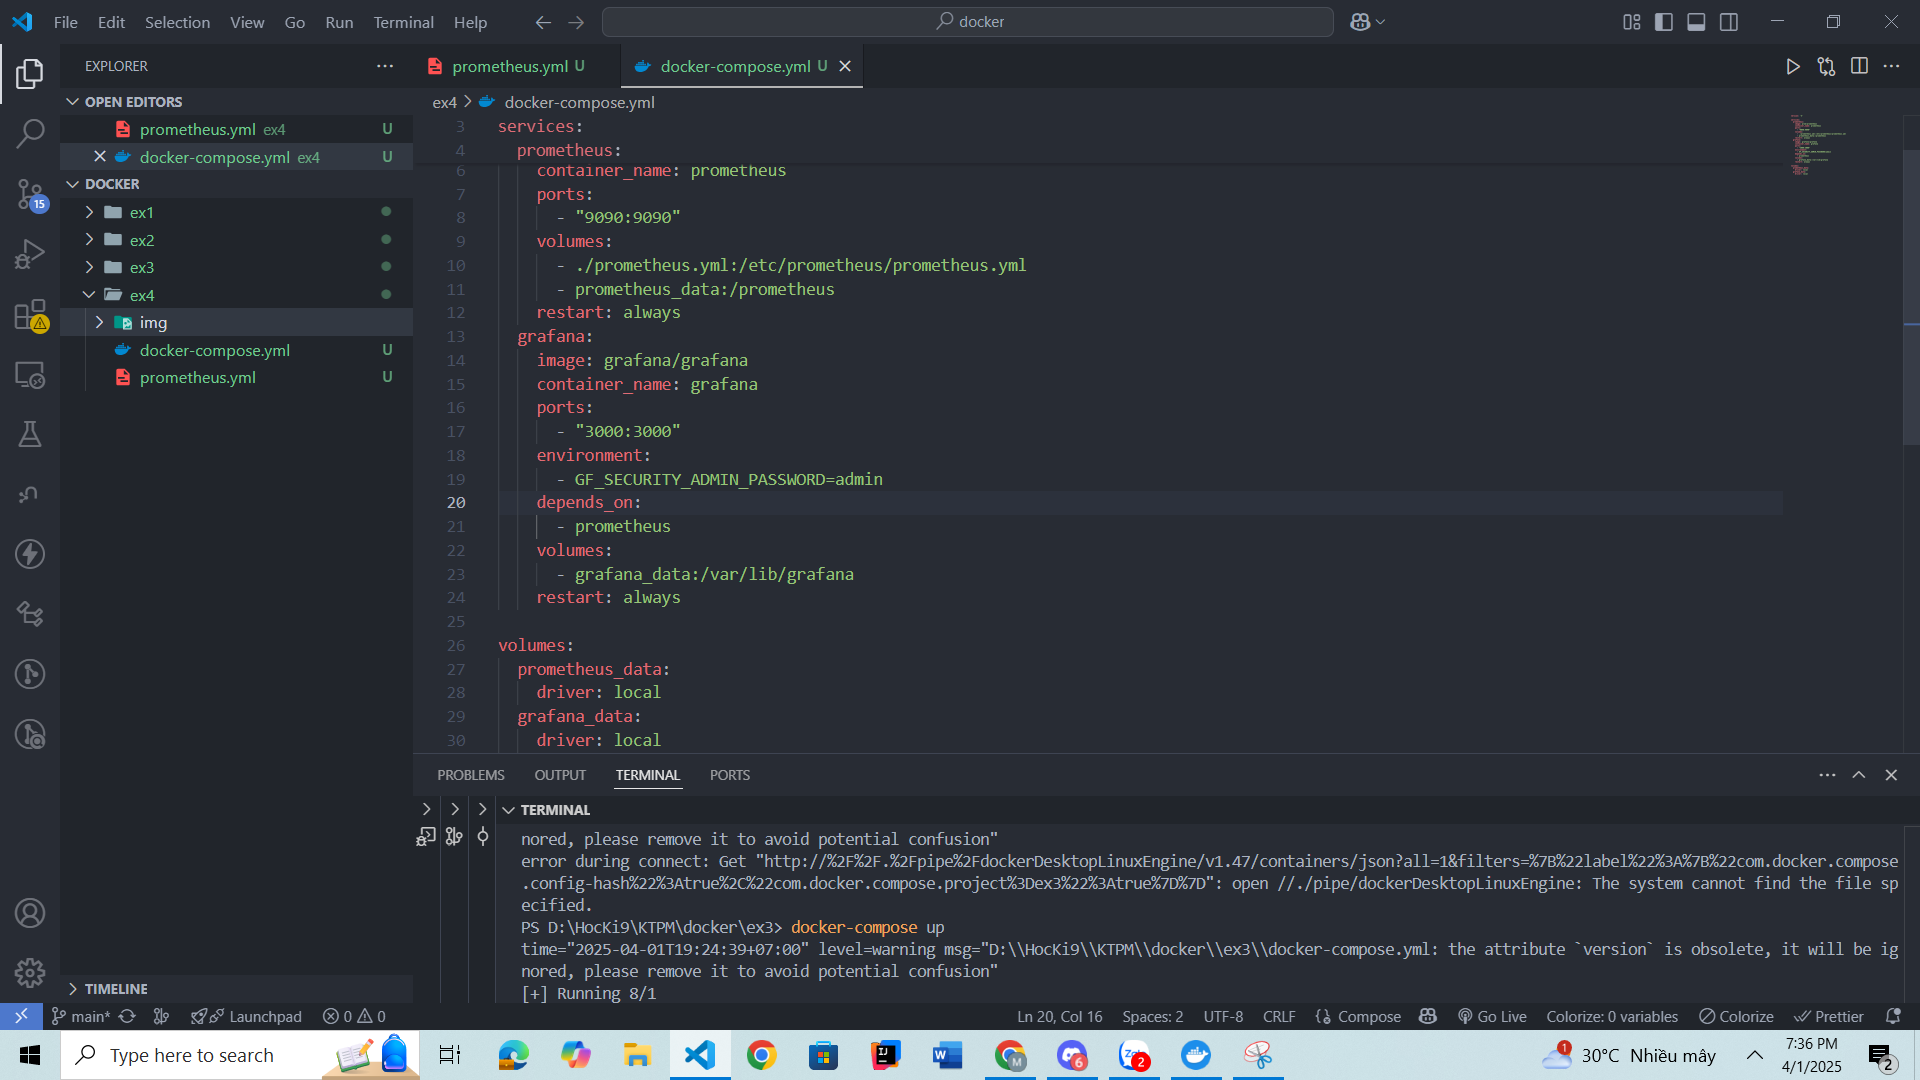 File Edit Selection View Go Run Terminal Help
docker
EXPLORER
OPEN EDITORS
prometheus.yml ex4 U
docker-compose.yml ex4 U
DOCKER
ex1
ex2
ex3
ex4
img
docker-compose.yml U
prometheus.yml U
15
TIMELINE
prometheus.yml U
docker-compose.yml U
ex4 > docker-compose.yml
3 services:
4 prometheus:
6 container_name: prometheus
7 ports:
8 - "9090:9090"
9 volumes:
10 - ./prometheus.yml:/etc/prometheus/prometheus.yml
11 - prometheus_data:/prometheus
12 restart: always
13 grafana:
14 image: grafana/grafana
15 container_name: grafana
16 ports:
17 - "3000:3000"
18 environment:
19 - GF_SECURITY_ADMIN_PASSWORD=admin
20 depends_on:
21 - prometheus
22 volumes:
23 - grafana_data:/var/lib/grafana
24 restart: always
25
26 volumes:
27 prometheus_data:
28 driver: local
29 grafana_data:
30 driver: local
PROBLEMS OUTPUT TERMINAL PORTS
TERMINAL
nored, please remove it to avoid potential confusion"
error during connect: Get "http://%2F%2F.%2Fpipe%2FdockerDesktopLinuxEngine/v1.47/containers/json?all=1&filters=%7B%22label%22%3A%7B%22com.docker.compose
.config-hash%22%3Atrue%2C%22com.docker.compose.project%3Dex3%22%3Atrue%7D%7D": open //./pipe/dockerDesktopLinuxEngine: The system cannot find the file sp
ecified.
PS D:\HocKi9\KTPM\docker\ex3> docker-compose up
time="2025-04-01T19:24:39+07:00" level=warning msg="D:\\HocKi9\\KTPM\\docker\\ex3\\docker-compose.yml: the attribute `version` is obsolete, it will be ig
nored, please remove it to avoid potential confusion"
[+] Running 8/1
main* Launchpad 0 0 Ln 20, Col 16 Spaces: 2 UTF-8 CRLF {} Compose Go Live Colorize: 0 variables Colorize Prettier
Type here to search
M
6
2
1
30°C Nhiều mây
7:36 PM
4/1/2025
2